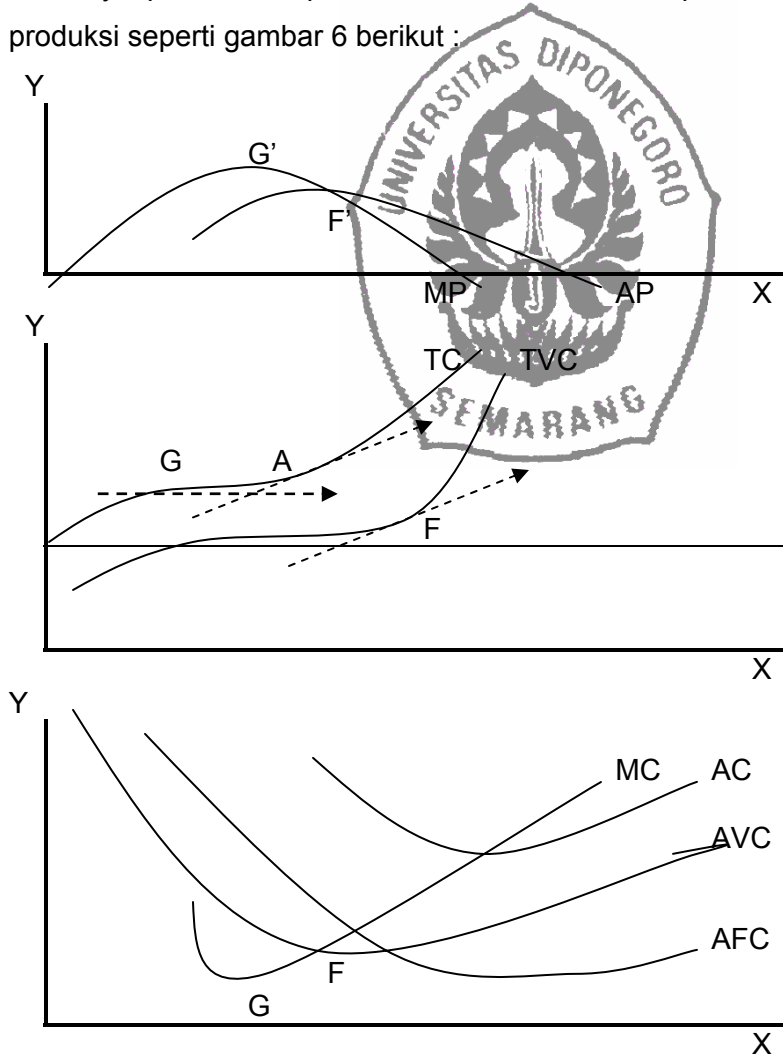 produksi seperti gambar 6 berikut :
UNIVERSITAS DIPONEGORO
SEMARANG
Y
G’
F’
MP AP X
Y
TC TVC
G A
F
X
Y
MC AC
AVC
AFC
F
G
X